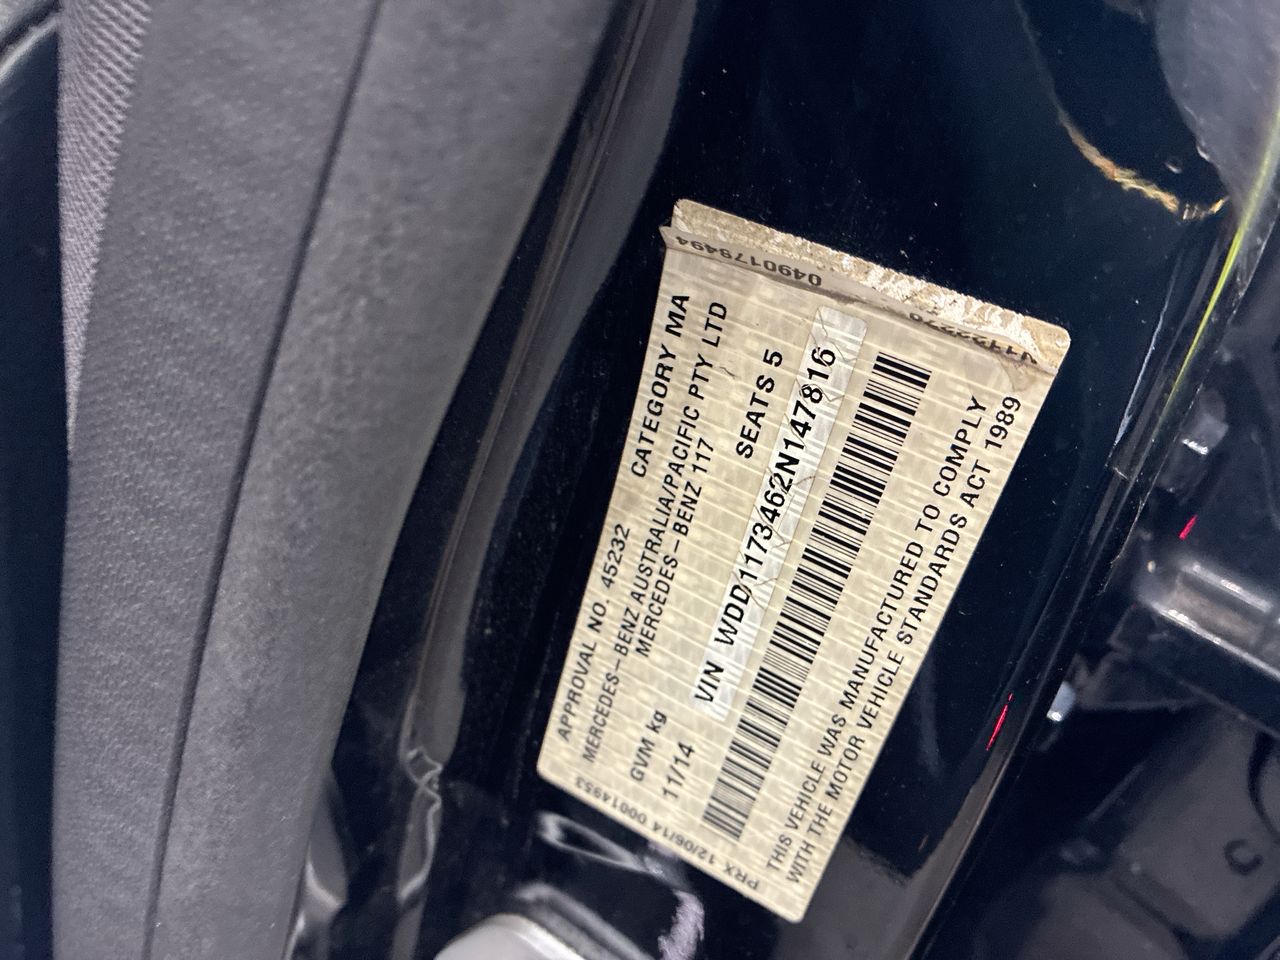 0490179494
APPROVAL NO. 45232 CATEGORY MA
MERCEDES-BENZ AUSTRALIA/PACIFIC PTY LTD
MERCEDES-BENZ 117
GVM kg SEATS 5
11/14
VIN WDD1173462N147816
THIS VEHICLE WAS MANUFACTURED TO COMPLY
WITH THE MOTOR VEHICLE STANDARDS ACT 1989
PRX 12/06/14 00014953